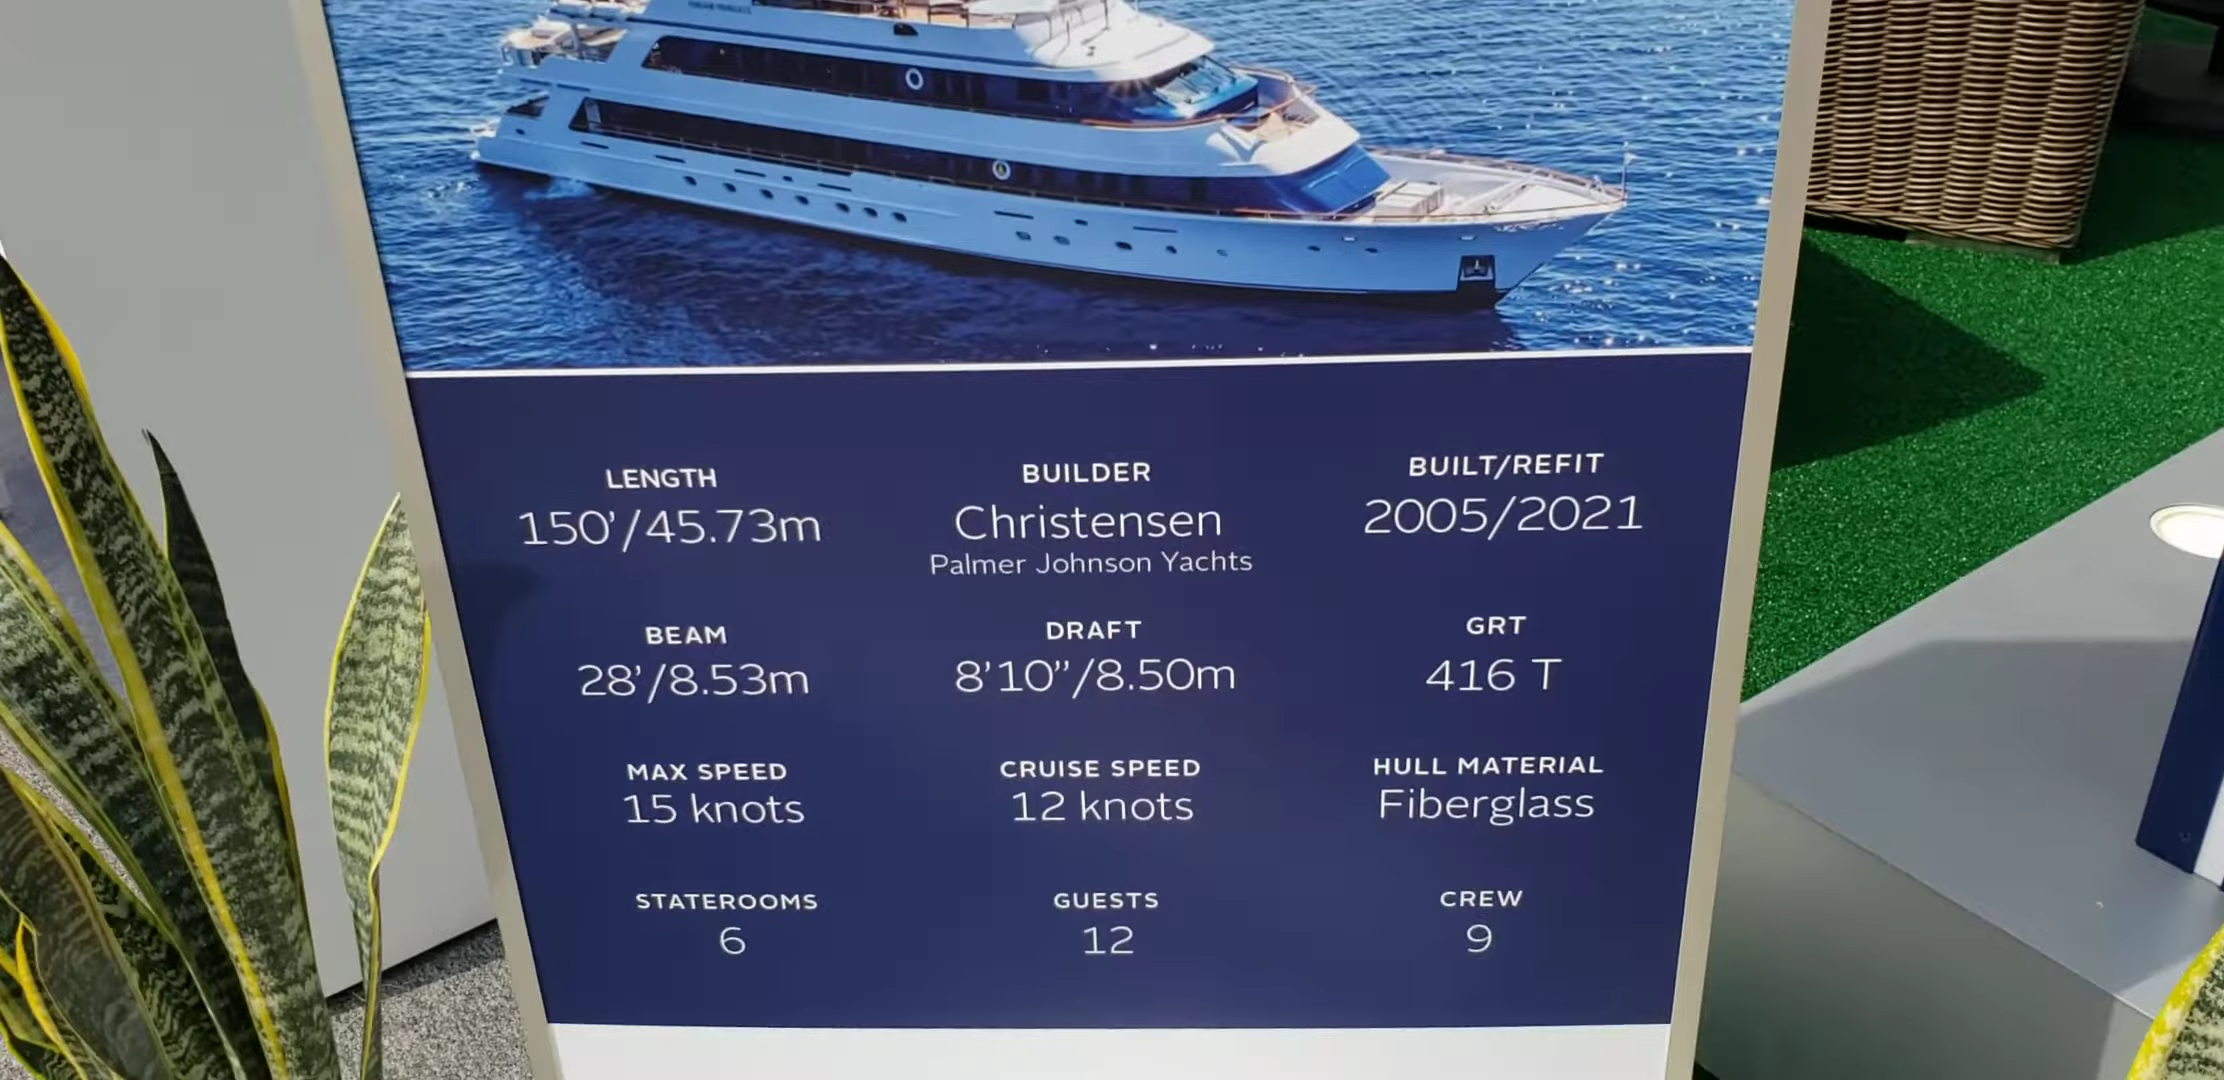 LENGTH
150’/45.73m
BUILDER
Christensen
Palmer Johnson Yachts
BUILT/REFIT
2005/2021
BEAM
28’/8.53m
DRAFT
8’10”/8.50m
GRT
416 T
MAX SPEED
15 knots
CRUISE SPEED
12 knots
HULL MATERIAL
Fiberglass
STATEROOMS
6
GUESTS
12
CREW
9